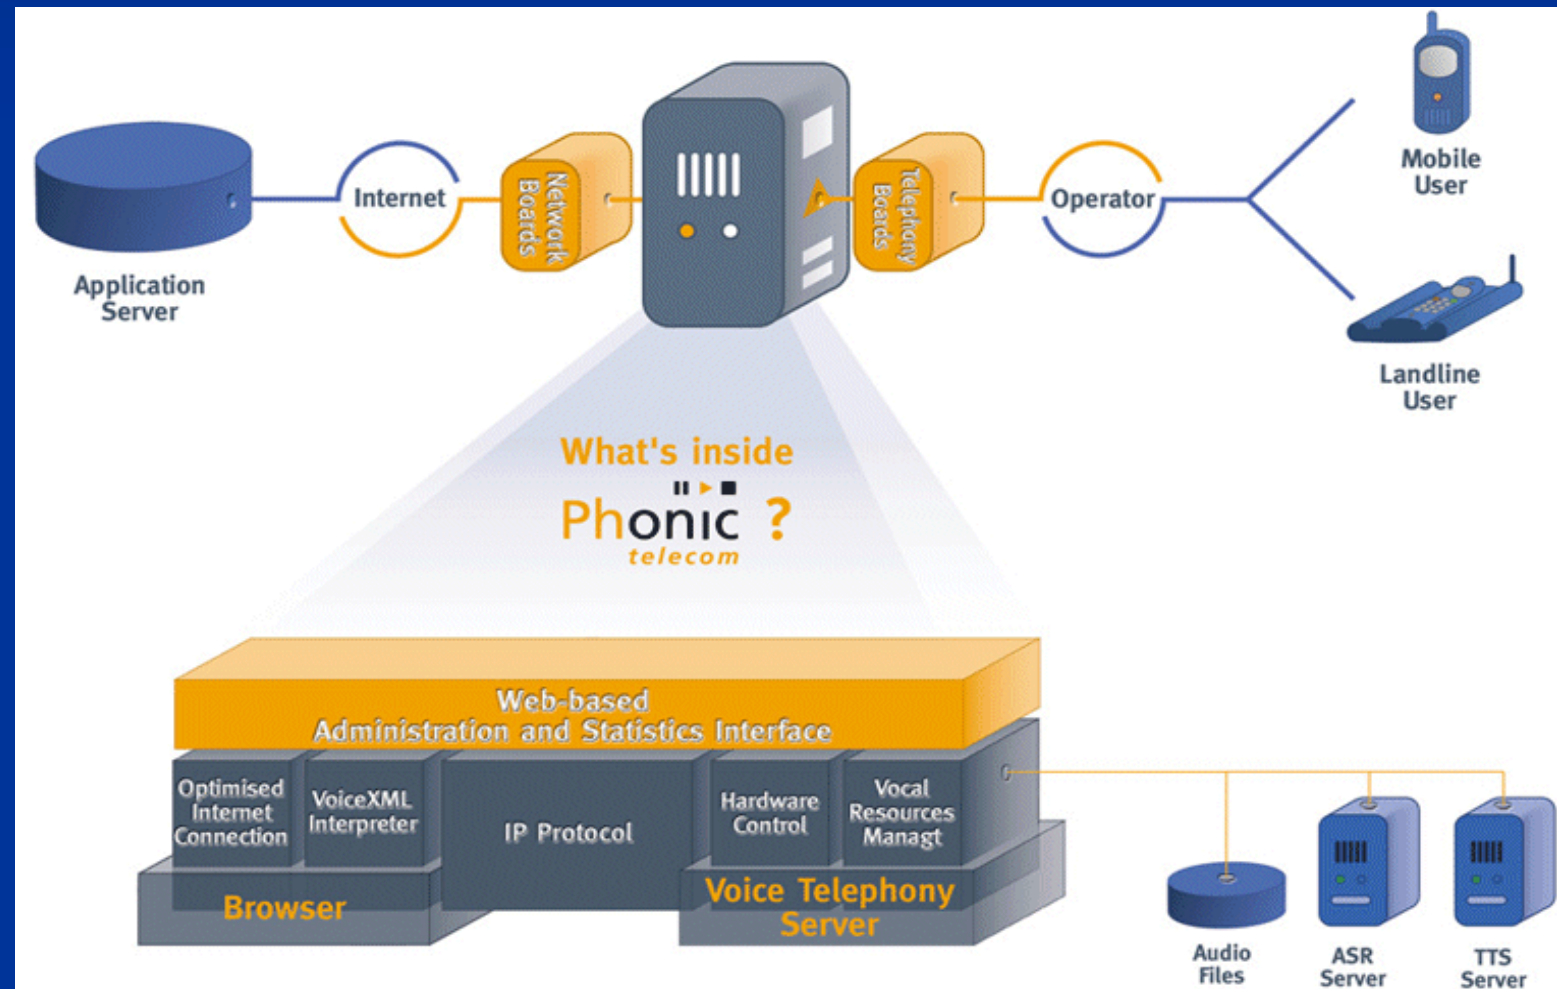 Mobile
User
Internet
Network
Boards
Telephony
Boards
Operator
Application
Server
Landline
User
What's inside
Phonic ?
telecom
Web-based
Administration and Statistics Interface
Optimised
Internet
Connection
VoiceXML
Interpreter
IP Protocol
Hardware
Control
Vocal
Resources
Managt
Browser
Voice Telephony
Server
Audio
Files
ASR
Server
TTS
Server